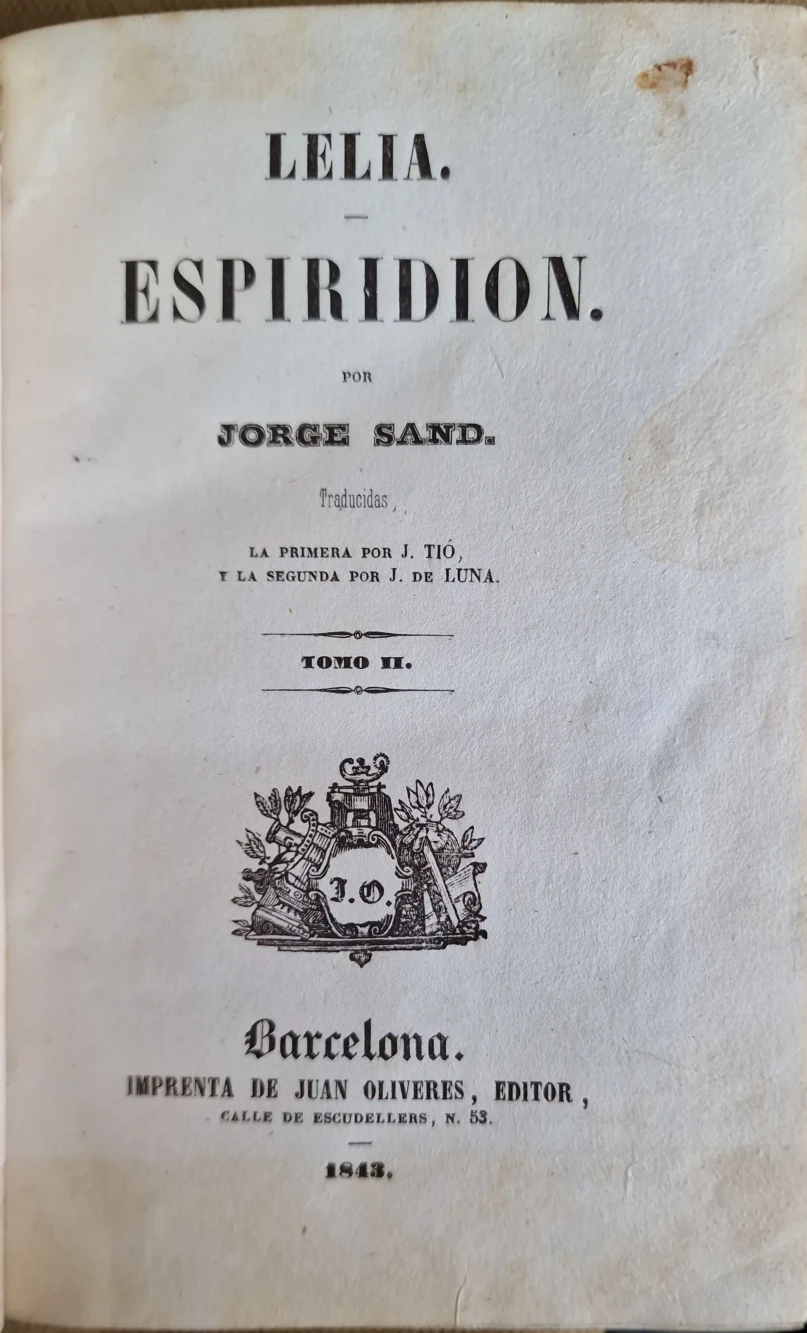 LELIA.
ESPIRIDION.
POR
JORGE SAND.
Traducidas,
LA PRIMERA POR J. TIÓ,
Y LA SEGUNDA POR J. DE LUNA.
TOMO II.
J.O.
Barcelona.
IMPRENTA DE JUAN OLIVERES, EDITOR,
CALLE DE ESCUDELLERS, N. 53.
1843.